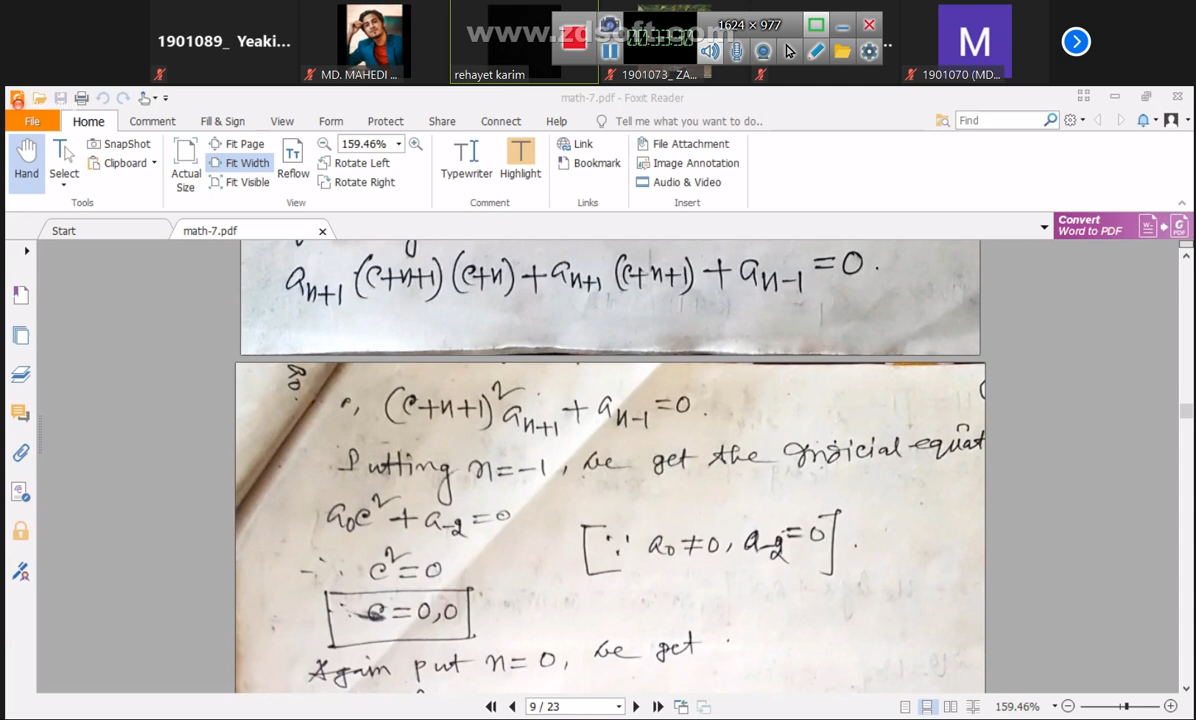 1901089_ Yeaki...
MD. MAHEDI ...
rehayet karim
www.zdsoft.com
1624 × 977
1901073_ ZA...
M
1901070 (MD...
math-7.pdf - Foxit Reader
File Home Comment Fill & Sign View Form Protect Share Connect Help Tell me what you want to do.. Find
Hand
Select
SnapShot
Clipboard
Tools
Actual Size
Fit Page
Fit Width
Fit Visible
Reflow
159.46%
Rotate Left
Rotate Right
View
Typewriter
Highlight
Comment
Link
Bookmark
Links
File Attachment
Image Annotation
Audio & Video
Insert
Start
math-7.pdf
Convert
Word to PDF
a_{n+1} (c+n+1) (c+n) + a_{n+1} (c+n+1) + a_{n-1} = 0.
∴ (c+n+1)² a_{n+1} + a_{n-1} = 0.
Putting n = -1, we get the indicial equat
a₀c² + a₋₂ = 0
[∵ a₀ ≠ 0, a₋₂ = 0].
∴ c² = 0
∴ c = 0,0
Again put n = 0, we get
9 / 23
159.46%